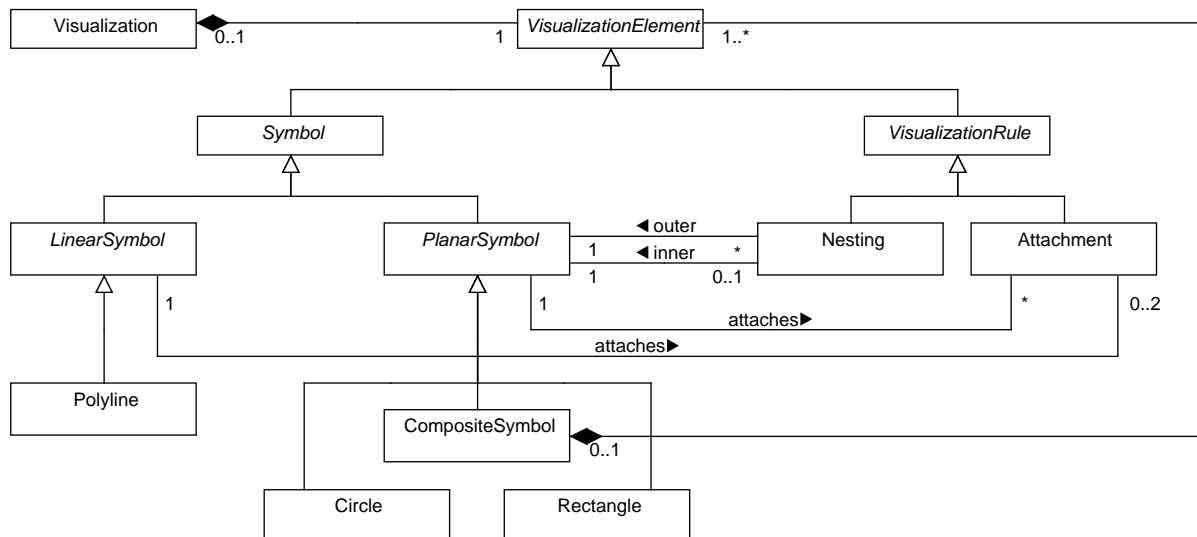 Visualization
VisualizationElement
0..1
1
1..*
Symbol
VisualizationRule
LinearSymbol
PlanarSymbol
◀ outer
Nesting
Attachment
1
*
◀ inner
1
0..1
1
1
*
0..2
attaches▶
attaches▶
Polyline
CompositeSymbol
0..1
Circle
Rectangle